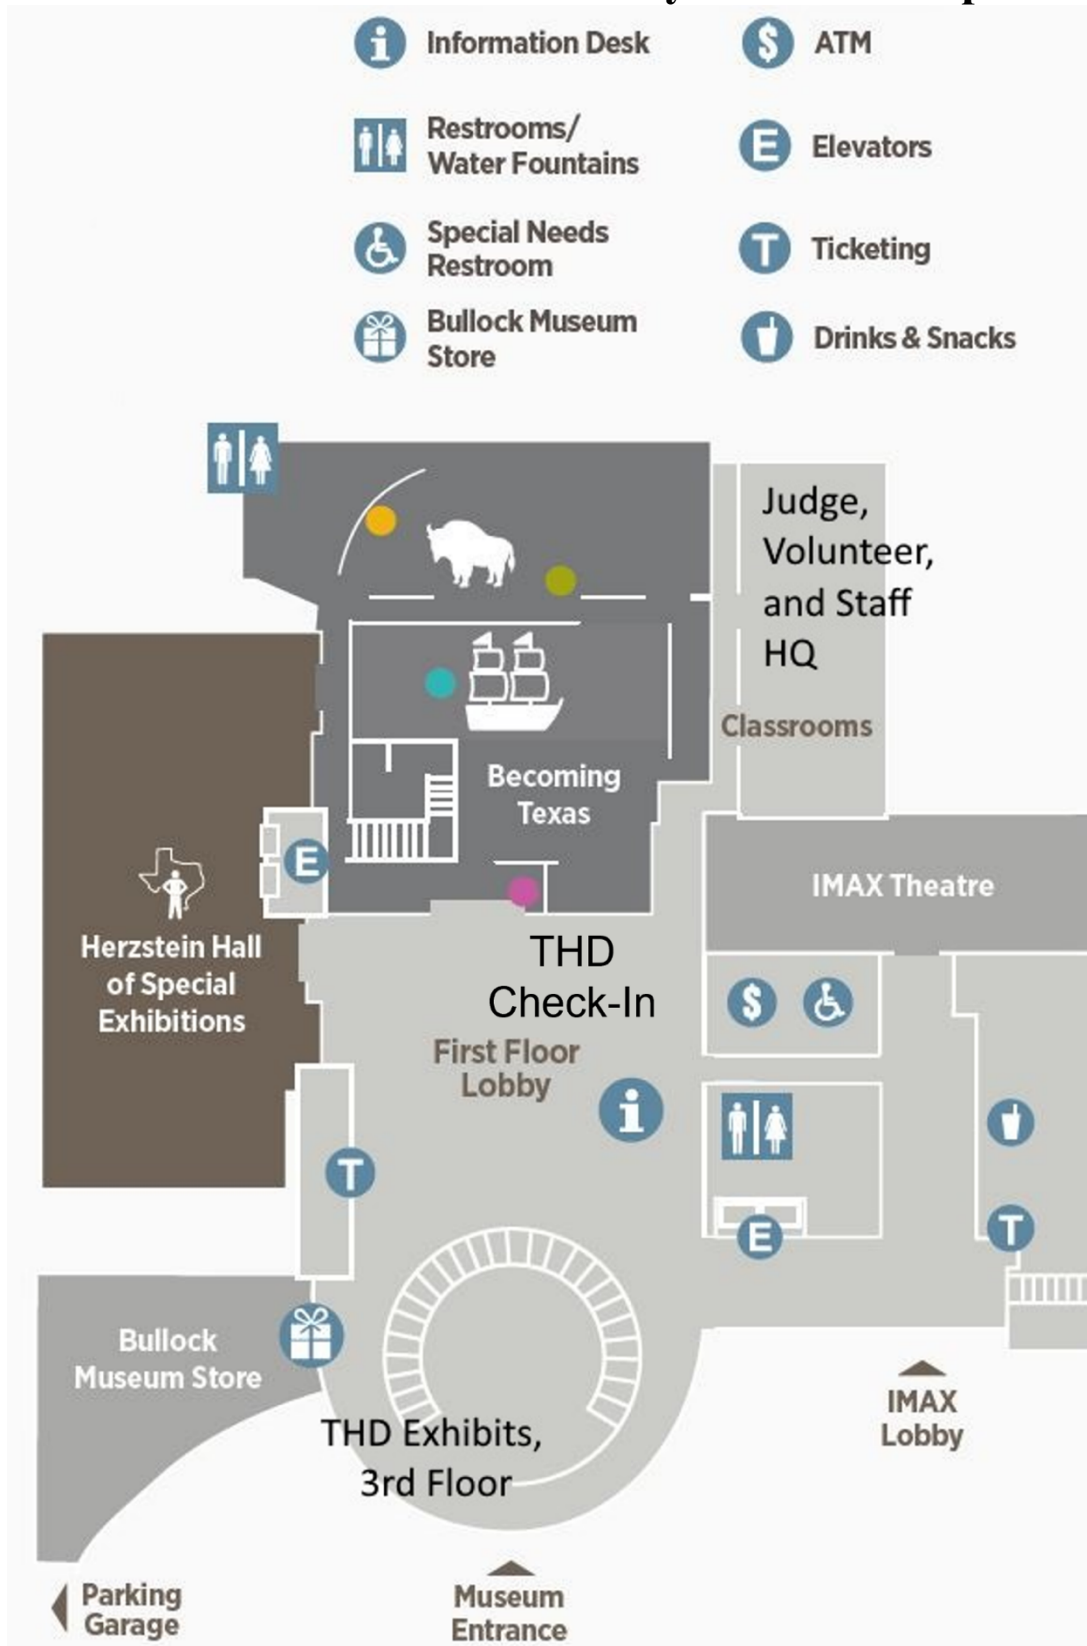 Information Desk
ATM
Restrooms/
Water Fountains
E
Elevators
Special Needs
Restroom
T
Ticketing
Bullock Museum
Store
Drinks & Snacks
i
$
Judge,
Volunteer,
and Staff
HQ
Classrooms
Becoming
Texas
E
IMAX Theatre
Herzstein Hall
of Special
Exhibitions
THD
Check-In
$
First Floor
Lobby
i
T
E
T
Bullock
Museum Store
THD Exhibits,
3rd Floor
IMAX
Lobby
Parking
Garage
Museum
Entrance